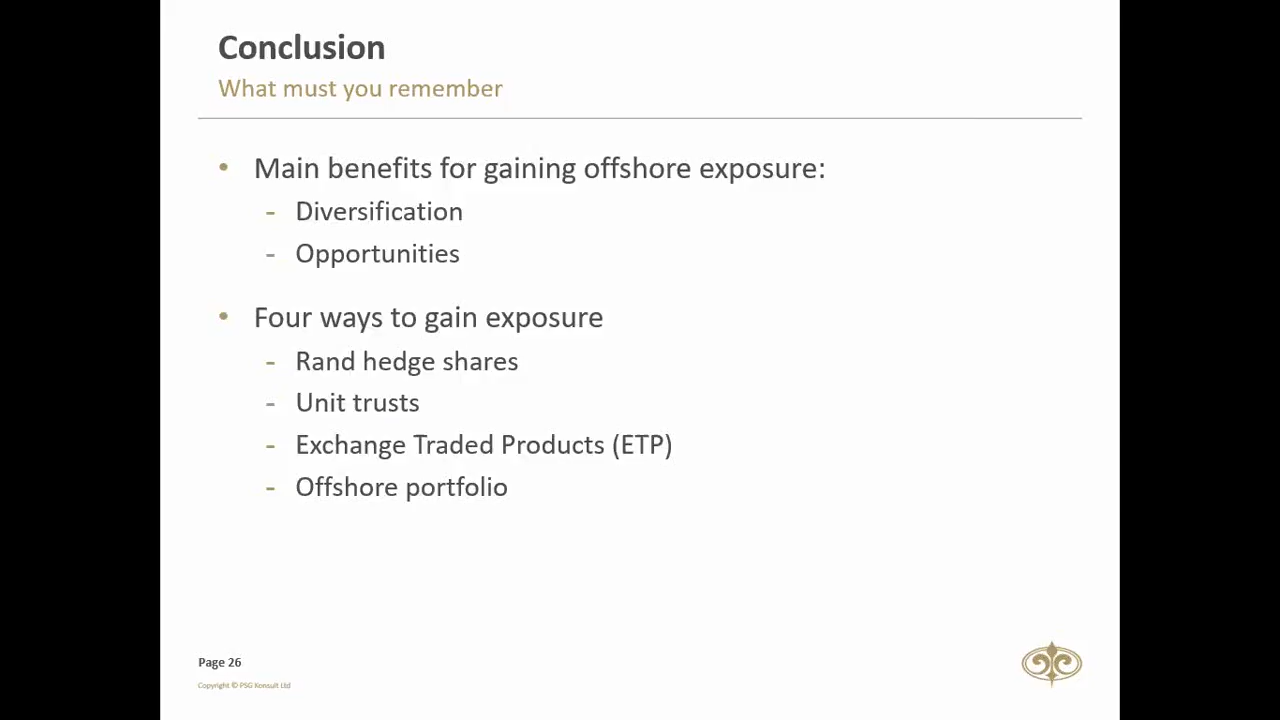 Conclusion
What must you remember
• Main benefits for gaining offshore exposure:
- Diversification
- Opportunities
• Four ways to gain exposure
- Rand hedge shares
- Unit trusts
- Exchange Traded Products (ETP)
- Offshore portfolio
Page 26
Copyright © PSG Konsult Ltd